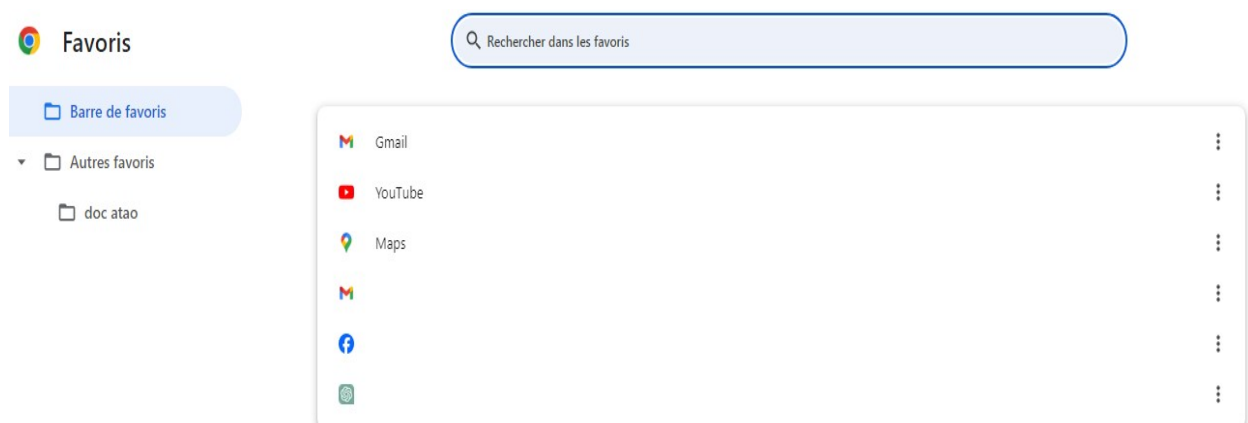 Favoris
Rechercher dans les favoris
Barre de favoris
Autres favoris
doc atao
Gmail
YouTube
Maps